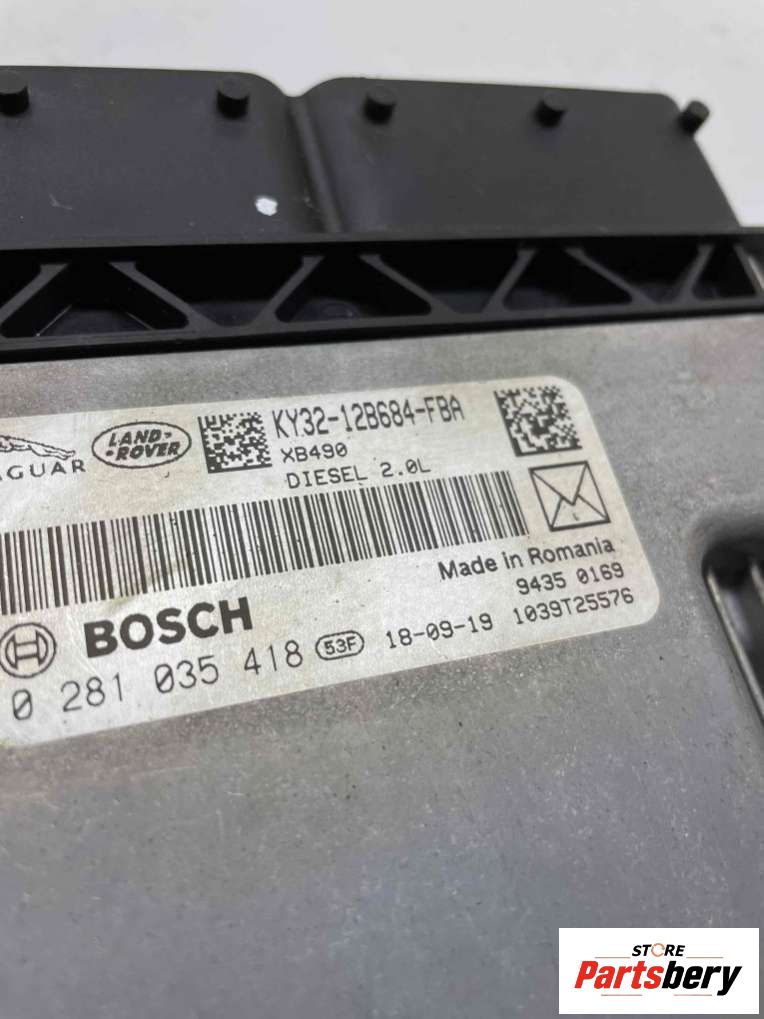 KY32-12B684-FBA
XB490
DIESEL 2.0L
LAND-
-ROVER
AGUAR
Made in Romania
9435 0169
BOSCH
0 281 035 418 53F 18-09-19 1039T25576
STORE
Partsbery